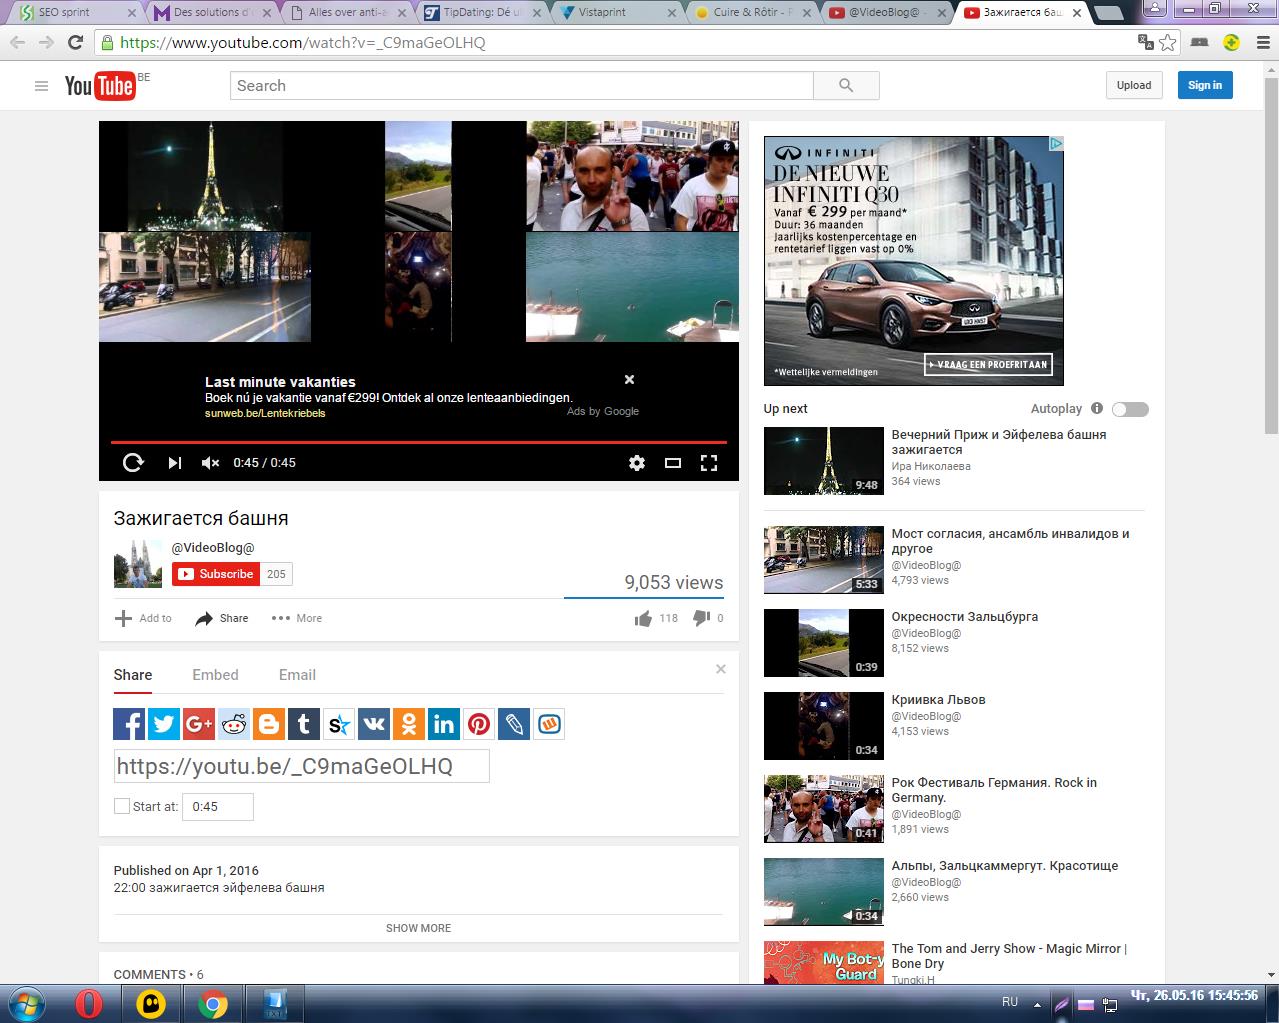 SEO sprint
Des solutions d'
Alles over anti-a
TipDating: Dé ul
Vistaprint
Cuire & Rôtir - P
@VideoBlog@ -
Зажигается баш
https://www.youtube.com/watch?v=_C9maGeOLHQ
YouTube BE
Search
Upload
Sign in
Last minute vakanties
Boek nú je vakantie vanaf €299! Ontdek al onze lenteaanbiedingen.
sunweb.be/Lentekriebels
Ads by Google
0:45 / 0:45
Зажигается башня
@VideoBlog@
Subscribe 205
9,053 views
Add to
Share
More
118
0
Share
Embed
Email
https://youtu.be/_C9maGeOLHQ
Start at: 0:45
Published on Apr 1, 2016
22:00 зажигается эйфелева башня
SHOW MORE
COMMENTS • 6
INFINITI
DE NIEUWE
INFINITI Q30
Vanaf € 299 per maand*
Duur: 36 maanden
Jaarlijks kostenpercentage en
rentetarief liggen vast op 0%
*Wettelijke vermeldingen
VRAAG EEN PROEFRIT AAN
Up next
Autoplay
Вечерний Приж и Эйфелева башня
зажигается
Ира Николаева
364 views
9:48
Мост согласия, ансамбль инвалидов и
другое
@VideoBlog@
4,793 views
5:33
Окресности Зальцбурга
@VideoBlog@
8,152 views
0:39
Криивка Львов
@VideoBlog@
4,153 views
0:34
Рок Фестиваль Германия. Rock in
Germany.
@VideoBlog@
1,891 views
0:41
Альпы, Зальцкаммергут. Красотище
@VideoBlog@
2,660 views
0:34
My Bot-y
Guard
The Tom and Jerry Show - Magic Mirror |
Bone Dry
Tungki.H
TXT
RU
Чт, 26.05.16 15:45:56